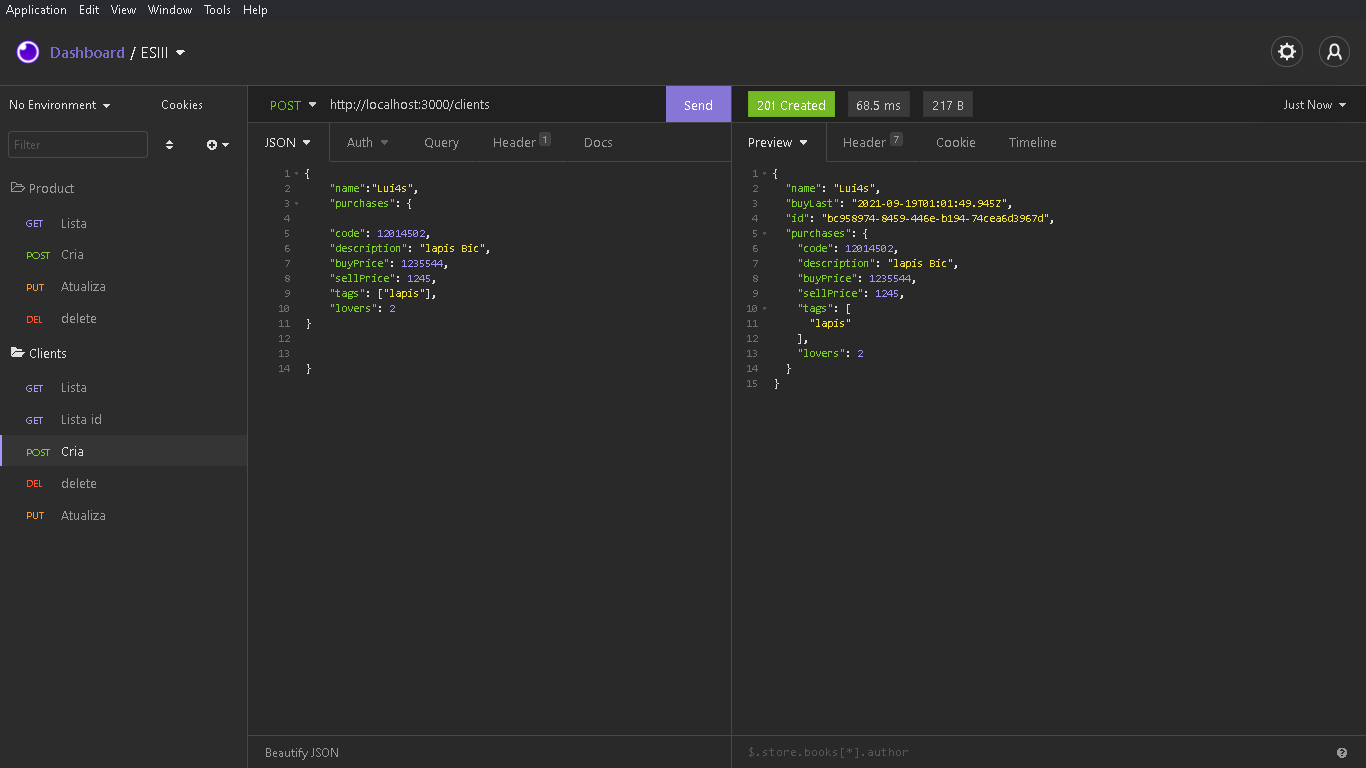 Application Edit View Window Tools Help
Dashboard / ESIII
No Environment Cookies
Filter
Product
GET Lista
POST Cria
PUT Atualiza
DEL delete
Clients
GET Lista
GET Lista id
POST Cria
DEL delete
PUT Atualiza
POST http://localhost:3000/clients Send
JSON Auth Query Header 1 Docs
1 {
2 "name":"Lui4s",
3 "purchases": {
4
5 "code": 12014502,
6 "description": "lapis Bic",
7 "buyPrice": 1235544,
8 "sellPrice": 1245,
9 "tags": ["lapis"],
10 "lovers": 2
11 }
12
13
14 }
Beautify JSON
201 Created 68.5 ms 217 B Just Now
Preview Header 7 Cookie Timeline
1 {
2 "name": "Lui4s",
3 "buyLast": "2021-09-19T01:01:49.945Z",
4 "id": "bc958974-8459-446e-b194-74cea6d3967d",
5 "purchases": {
6 "code": 12014502,
7 "description": "lapis Bic",
8 "buyPrice": 1235544,
9 "sellPrice": 1245,
10 "tags": [
11 "lapis"
12 ],
13 "lovers": 2
14 }
15 }
$.store.books[*].author